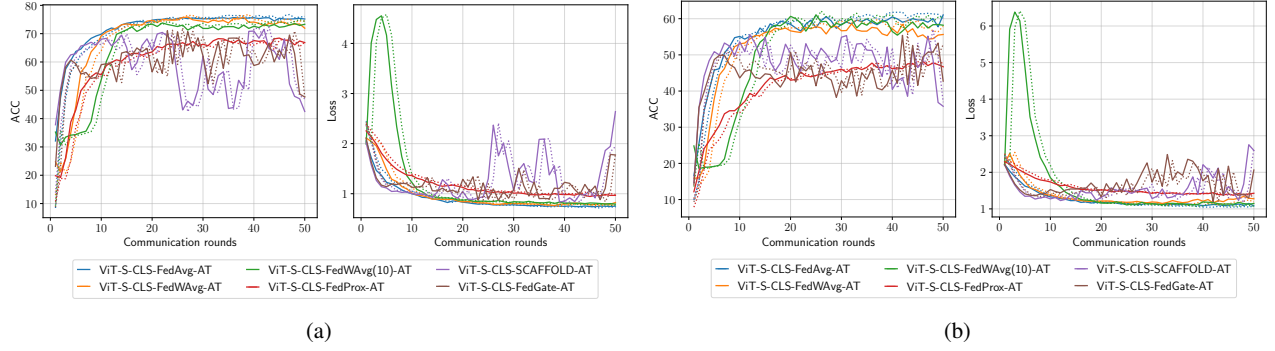 80
70
60
50
40
30
20
10
0 10 20 30 40 50
ACC
Communication rounds
4
3
2
1
0 10 20 30 40 50
Loss
Communication rounds
ViT-S-CLS-FedAvg-AT ViT-S-CLS-FedWAvg(10)-AT ViT-S-CLS-SCAFFOLD-AT
ViT-S-CLS-FedWAvg-AT ViT-S-CLS-FedProx-AT ViT-S-CLS-FedGate-AT
(a)
60
50
40
30
20
10
0 10 20 30 40 50
ACC
Communication rounds
6
5
4
3
2
1
0 10 20 30 40 50
Loss
Communication rounds
ViT-S-CLS-FedAvg-AT ViT-S-CLS-FedWAvg(10)-AT ViT-S-CLS-SCAFFOLD-AT
ViT-S-CLS-FedWAvg-AT ViT-S-CLS-FedProx-AT ViT-S-CLS-FedGate-AT
(b)